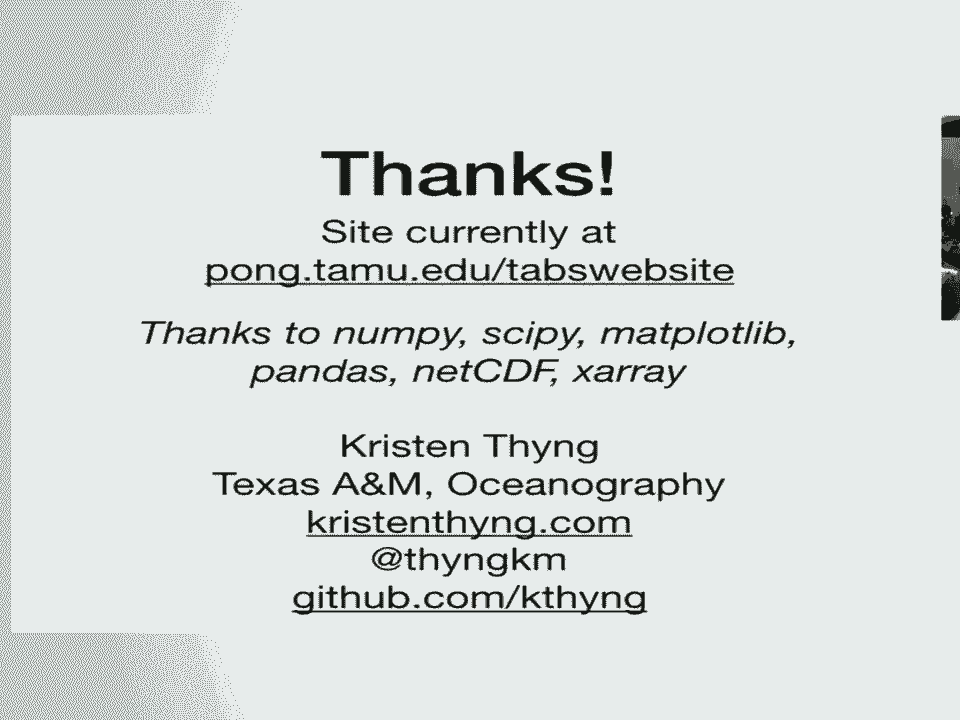 Thanks!
Site currently at
pong.tamu.edu/tabswebsite
Thanks to numpy, scipy, matplotlib,
pandas, netCDF, xarray
Kristen Thyng
Texas A&M, Oceanography
kristenthyng.com
@thyngkm
github.com/kthyng